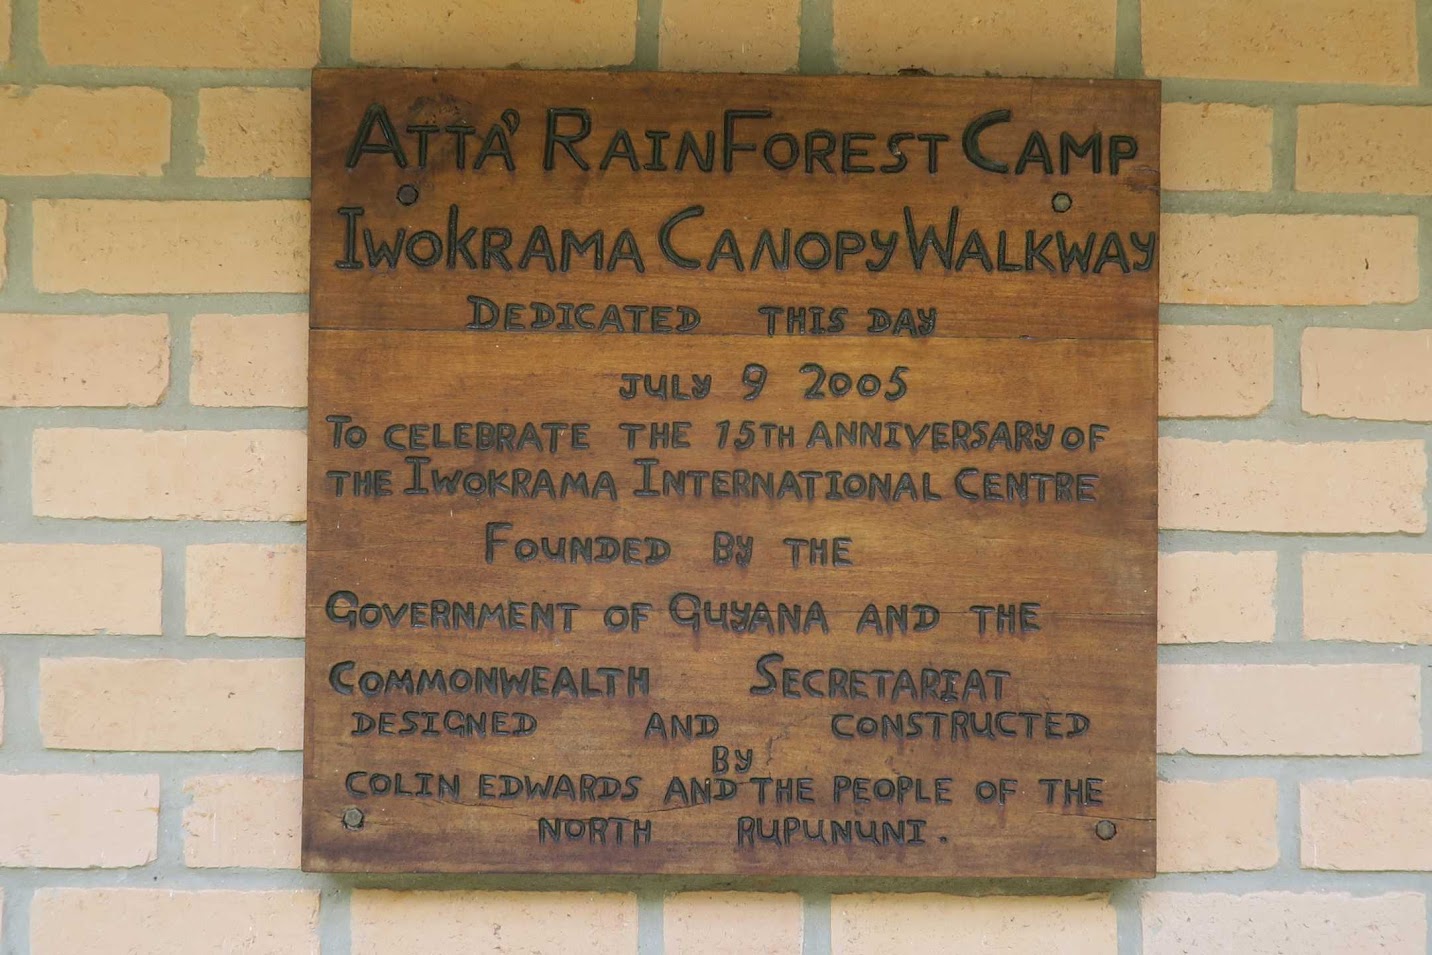 ATTA' RAINFOREST CAMP
IWOKRAMA CANOPY WALKWAY
DEDICATED THIS DAY
JULY 9 2005
TO CELEBRATE THE 15TH ANNIVERSARY OF
THE IWOKRAMA INTERNATIONAL CENTRE
FOUNDED BY THE
GOVERNMENT OF GUYANA AND THE
COMMONWEALTH SECRETARIAT
DESIGNED AND CONSTRUCTED
BY
COLIN EDWARDS AND THE PEOPLE OF THE
NORTH RUPUNUNI.